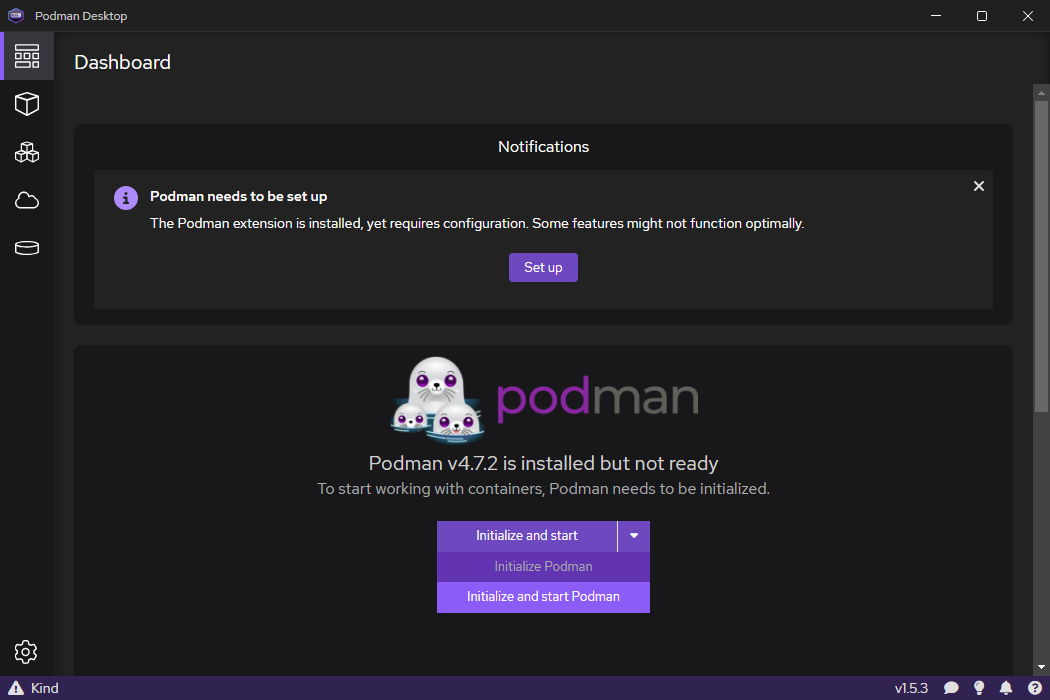 Podman Desktop
Dashboard
Notifications
Podman needs to be set up
The Podman extension is installed, yet requires configuration. Some features might not function optimally.
Set up
podman
Podman v4.7.2 is installed but not ready
To start working with containers, Podman needs to be initialized.
Initialize and start
Initialize Podman
Initialize and start Podman
Kind
v1.5.3